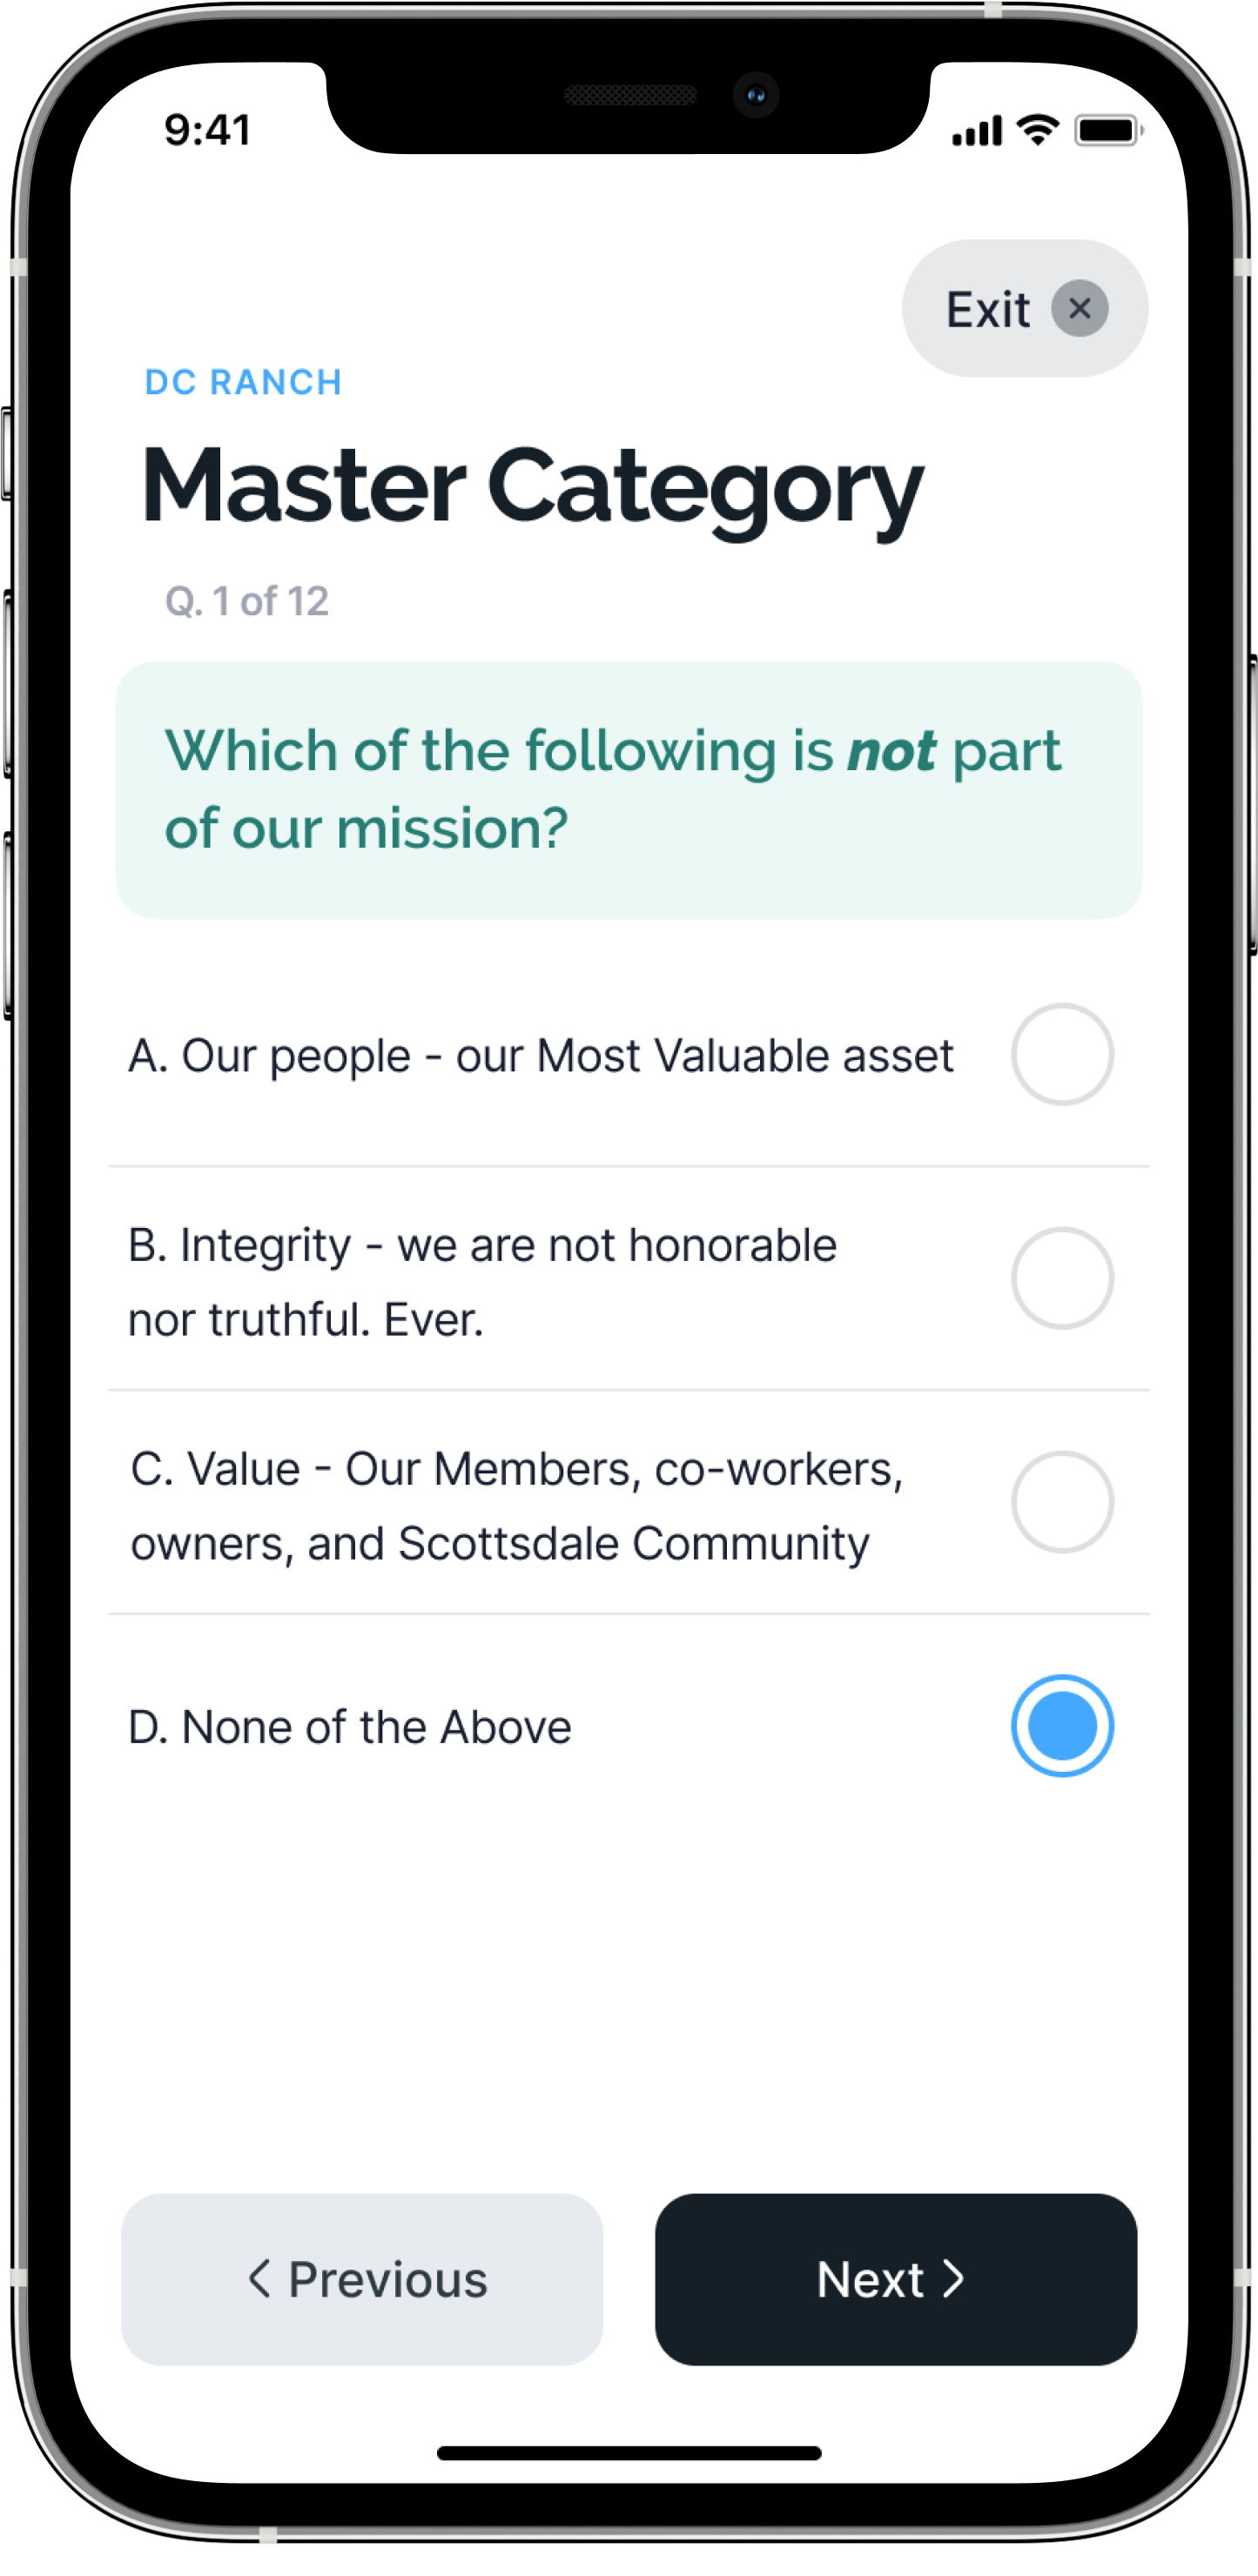 9:41
Exit
DC RANCH
Master Category
Q. 1 of 12
Which of the following is not part
of our mission?
A. Our people - our Most Valuable asset
B. Integrity - we are not honorable
nor truthful. Ever.
C. Value - Our Members, co-workers,
owners, and Scottsdale Community
D. None of the Above
Previous
Next